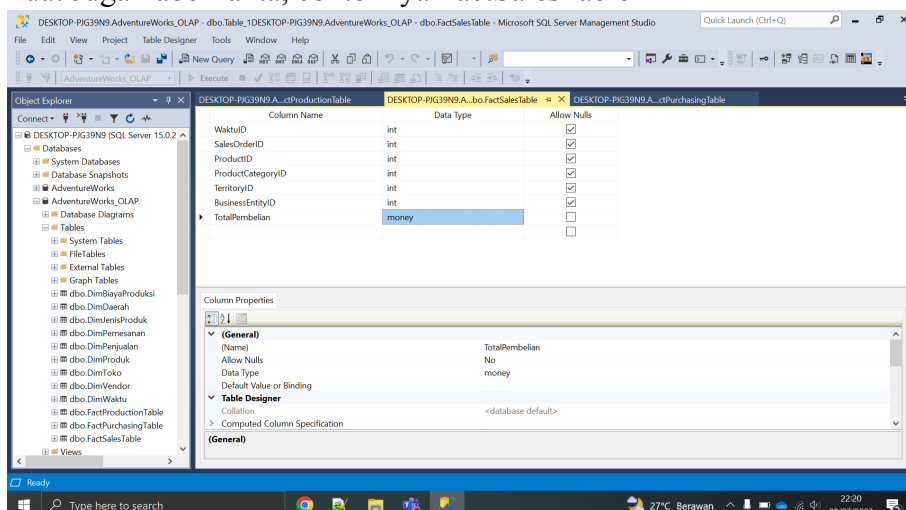 DESKTOP-PJG39N9.AdventureWorks_OLAP - dbo.Table_1DESKTOP-PJG39N9.AdventureWorks_OLAP - dbo.FactSalesTable - Microsoft SQL Server Management Studio
Quick Launch (Ctrl+Q)
File Edit View Project Table Designer Tools Window Help
New Query
AdventureWorks_OLAP Execute
Object Explorer
DESKTOP-PJG39N9.A...ctProductionTable DESKTOP-PJG39N9.A...bo.FactSalesTable DESKTOP-PJG39N9.A...ctPurchasingTable
Connect
Column Name Data Type Allow Nulls
WaktuID int
SalesOrderID int
ProductID int
ProductCategoryID int
TerritoryID int
BusinessEntityID int
TotalPembelian money
DESKTOP-PJG39N9 (SQL Server 15.0.2
Databases
System Databases
Database Snapshots
AdventureWorks
AdventureWorks_OLAP
Database Diagrams
Tables
System Tables
FileTables
External Tables
Graph Tables
dbo.DimBiayaProduksi
dbo.DimDaerah
dbo.DimJenisProduk
dbo.DimPemesanan
dbo.DimPenjualan
dbo.DimProduk
dbo.DimToko
dbo.DimVendor
dbo.DimWaktu
dbo.FactProductionTable
dbo.FactPurchasingTable
dbo.FactSalesTable
Views
Column Properties
(General)
(Name) TotalPembelian
Allow Nulls No
Data Type money
Default Value or Binding
Table Designer
Collation <database default>
Computed Column Specification
(General)
Ready
Type here to search
27°C Berawan
22:20